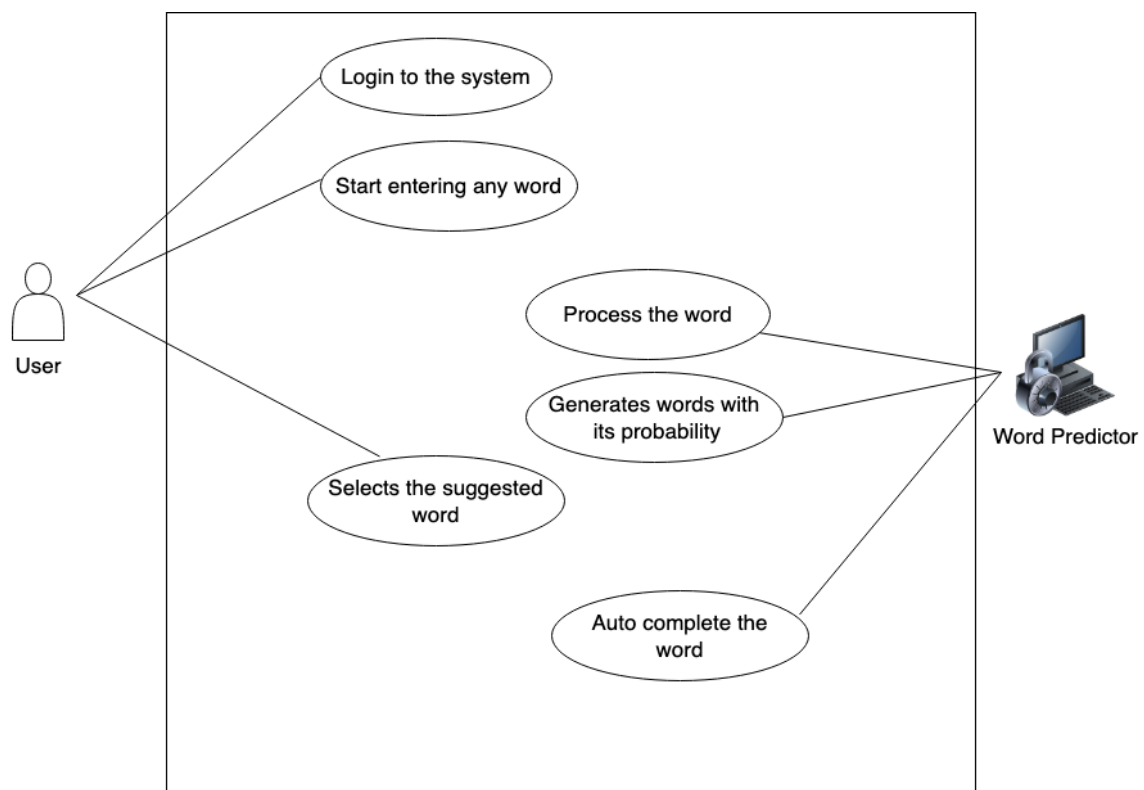 Login to the system
Start entering any word
Process the word
User
Generates words with
its probability
Word Predictor
Selects the suggested
word
Auto complete the
word